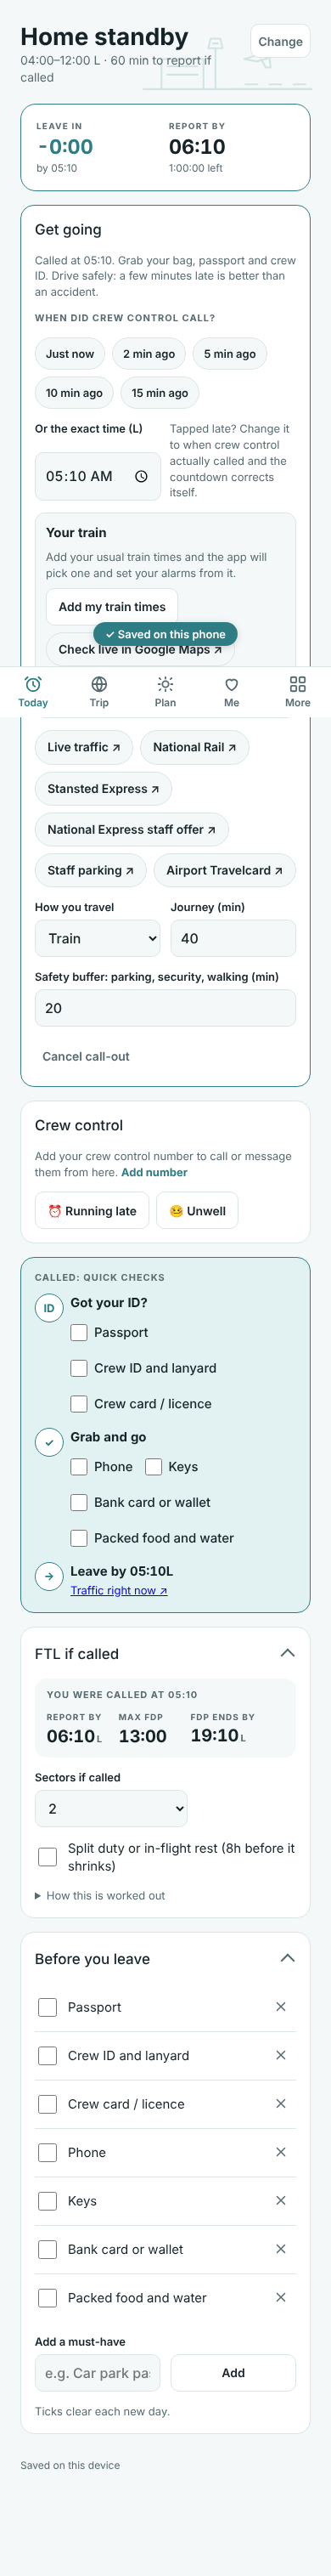 Home standby
04:00–12:00 L · 60 min to report if
called
Change
LEAVE IN
REPORT BY
-0:00
06:10
by 05:10
1:00:00 left
Get going
Called at 05:10. Grab your bag, passport and crew
ID. Drive safely: a few minutes late is better than
an accident.
WHEN DID CREW CONTROL CALL?
Just now
2 min ago
5 min ago
10 min ago
15 min ago
Or the exact time (L)
05:10 AM
Tapped late? Change it
to when crew control
actually called and the
countdown corrects
itself.
Your train
Add your usual train times and the app will
pick one and set your alarms from it.
Add my train times
✓ Saved on this phone
Check live in Google Maps ↗
Today
Trip
Plan
Me
More
Live traffic ↗
National Rail ↗
Stansted Express ↗
National Express staff offer ↗
Staff parking ↗
Airport Travelcard ↗
How you travel
Journey (min)
Train
40
Safety buffer: parking, security, walking (min)
20
Cancel call-out
Crew control
Add your crew control number to call or message
them from here. Add number
⏰ Running late
🤒 Unwell
CALLED: QUICK CHECKS
ID
Got your ID?
Passport
Crew ID and lanyard
Crew card / licence
✓
Grab and go
Phone
Keys
Bank card or wallet
Packed food and water
→
Leave by 05:10L
Traffic right now ↗
FTL if called
YOU WERE CALLED AT 05:10
REPORT BY
MAX FDP
FDP ENDS BY
06:10 L
13:00
19:10 L
Sectors if called
2
Split duty or in-flight rest (8h before it
shrinks)
▶ How this is worked out
Before you leave
Passport
×
Crew ID and lanyard
×
Crew card / licence
×
Phone
×
Keys
×
Bank card or wallet
×
Packed food and water
×
Add a must-have
e.g. Car park pa
Add
Ticks clear each new day.
Saved on this device